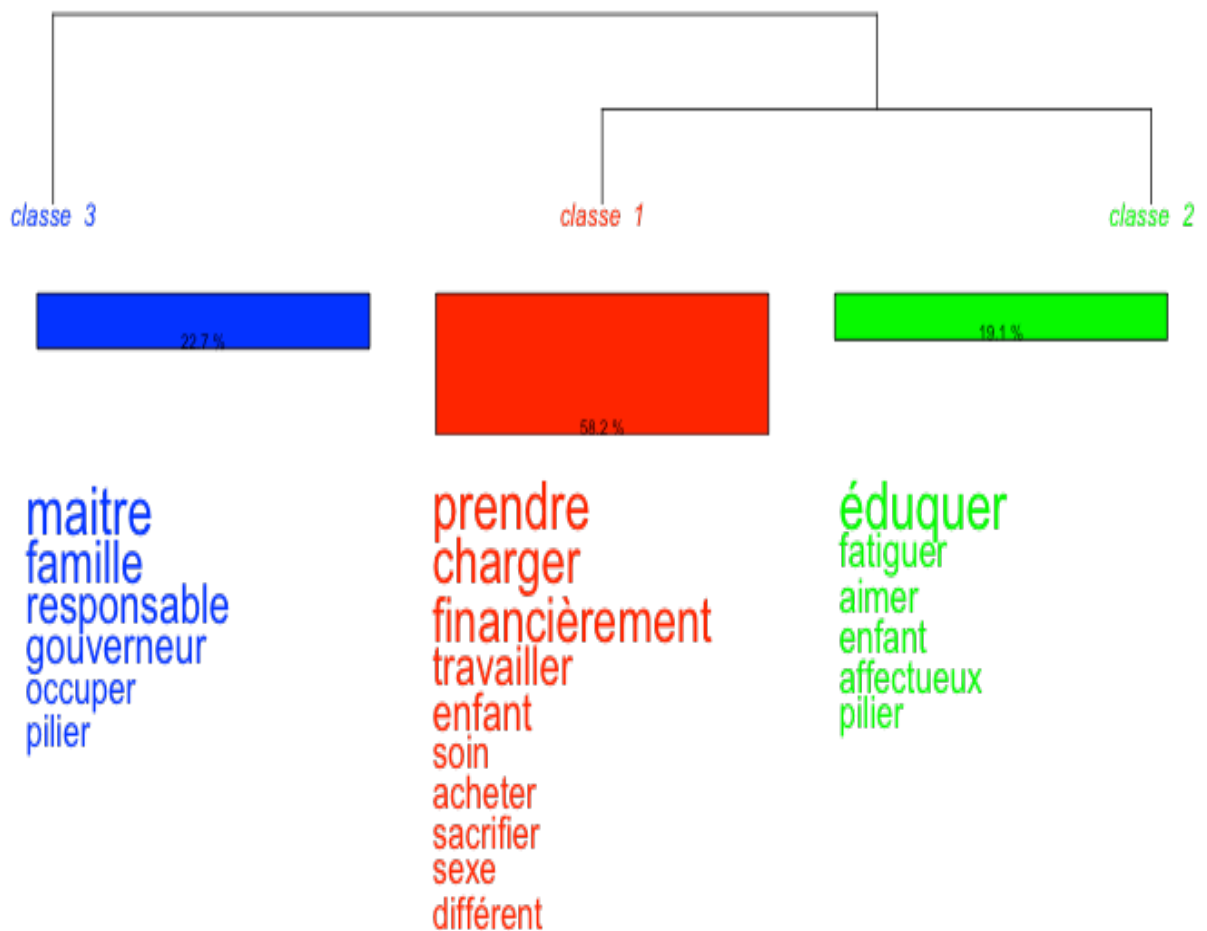 classe 3
classe 1
classe 2
22.7 %
58.2 %
19.1 %
maitre
famille
responsable
gouverneur
occuper
pilier
prendre
charger
financièrement
travailler
enfant
soin
acheter
sacrifier
sexe
différent
éduquer
fatiguer
aimer
enfant
affectueux
pilier